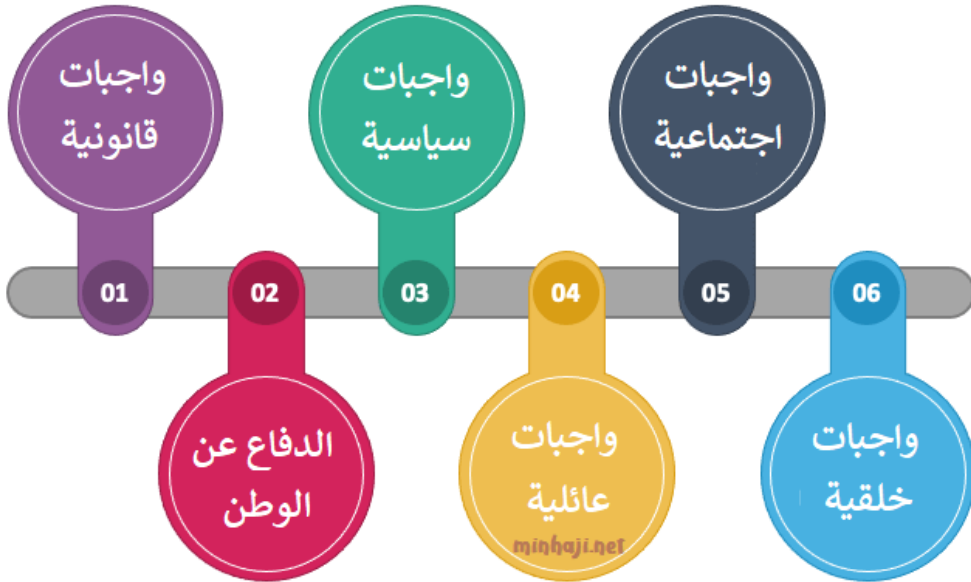 واجبات
قانونية
01
02
الدفاع عن
الوطن
واجبات
سياسية
03
04
واجبات
عائلية
minhaji.net
واجبات
اجتماعية
05
06
واجبات
خلقية